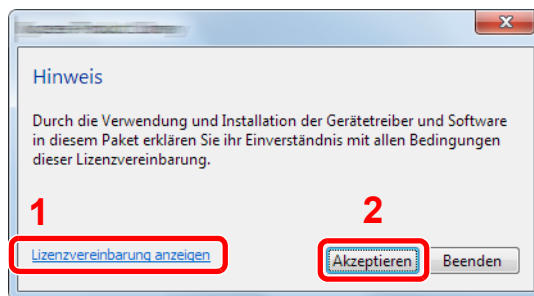 Hinweis
Durch die Verwendung und Installation der Gerätetreiber und Software
in diesem Paket erklären Sie ihr Einverständnis mit allen Bedingungen
dieser Lizenzvereinbarung.
1
2
Lizenzvereinbarung anzeigen
Akzeptieren Beenden